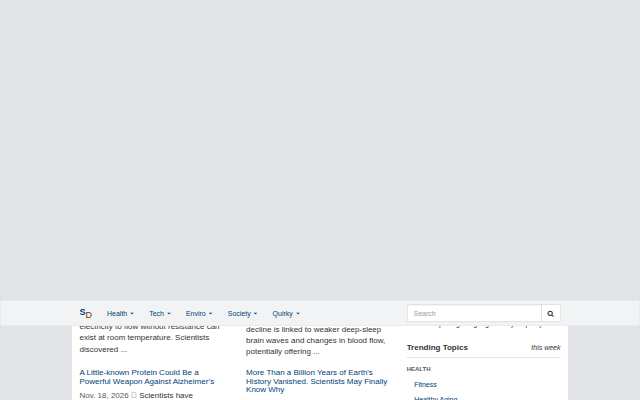 SD Health Tech Enviro Society Quirky Search
electricity to flow without resistance can
exist at room temperature. Scientists
discovered ...
A Little-known Protein Could Be a
Powerful Weapon Against Alzheimer's
Nov. 18, 2026 Scientists have
decline is linked to weaker deep-sleep
brain waves and changes in blood flow,
potentially offering ...
More Than a Billion Years of Earth's
History Vanished. Scientists May Finally
Know Why
Trending Topics this week
HEALTH
Fitness
Healthy Aging